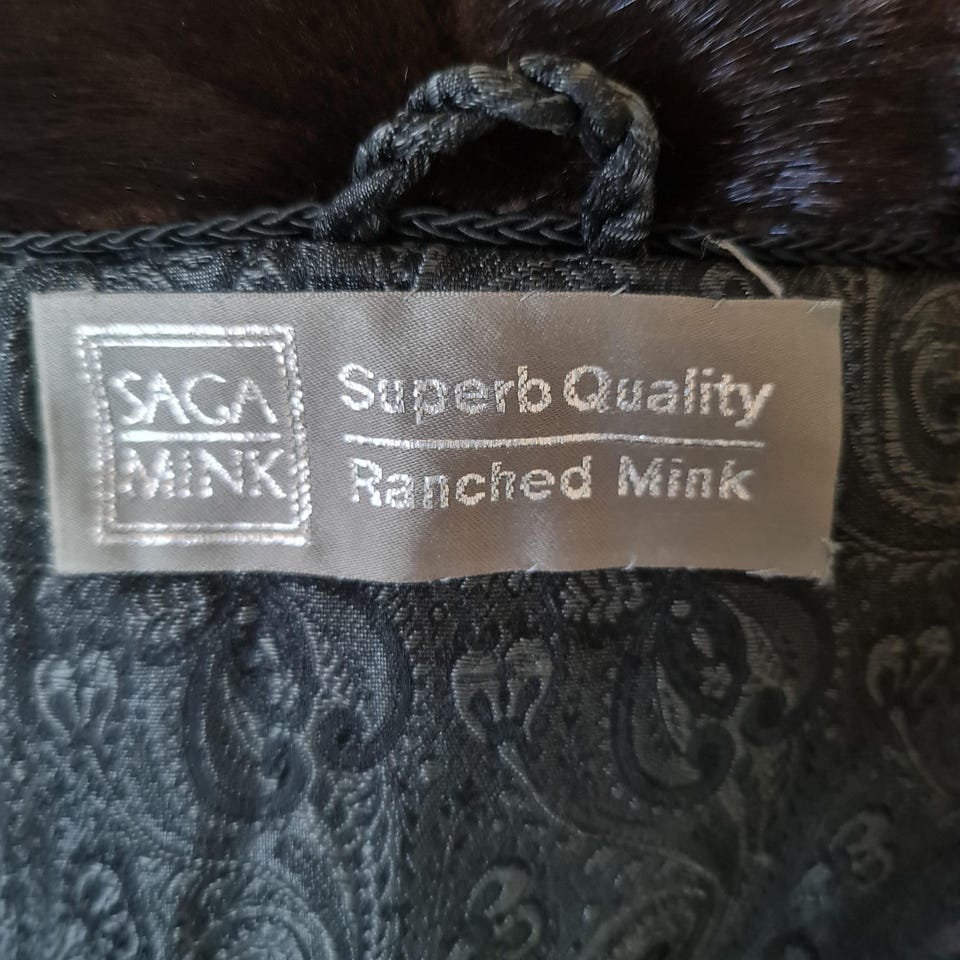 SAGA
MINK
Superb Quality
Ranched Mink